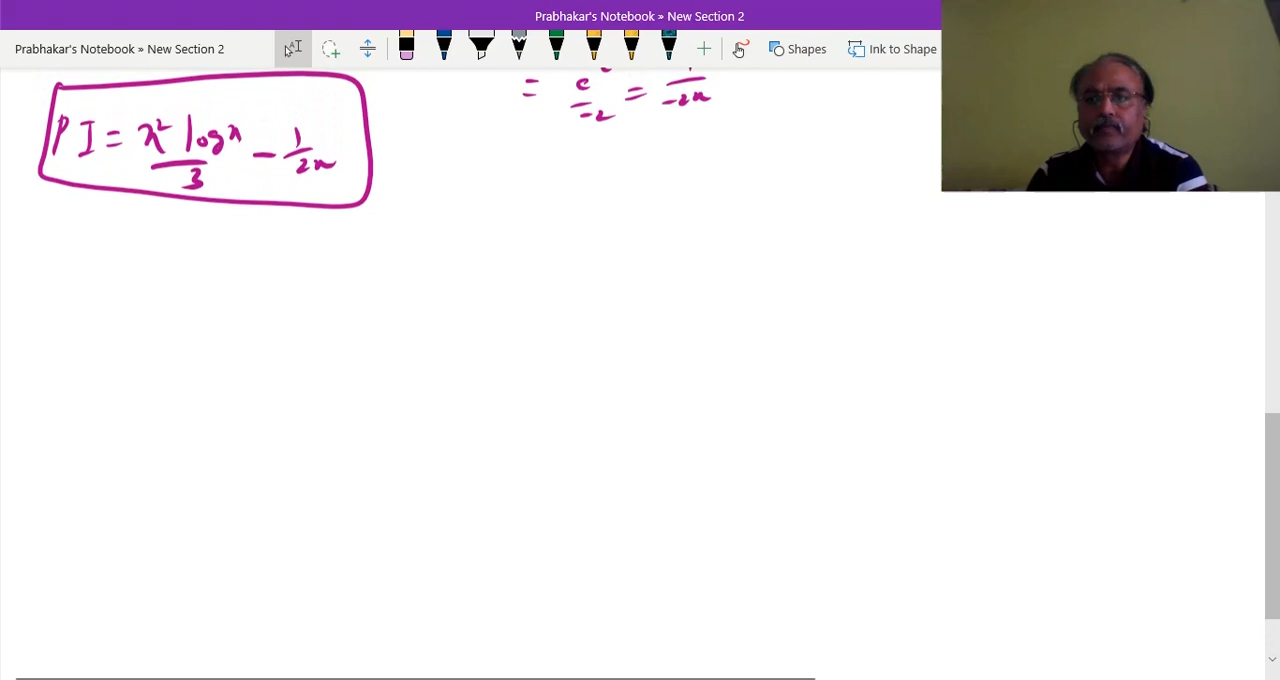 Prabhakar's Notebook » New Section 2
Prabhakar's Notebook » New Section 2
Shapes
Ink to Shape
= e / -2 = / -2x
PI = x² log x / 3 - 1 / 2x